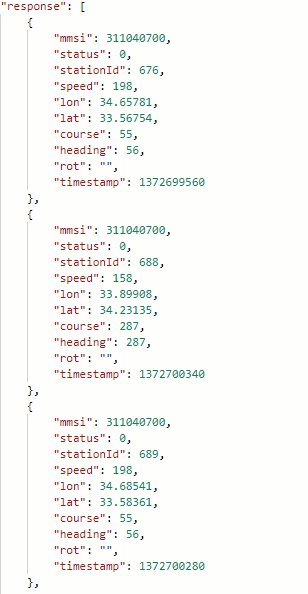 "response": [
{
"mmsi": 311040700,
"status": 0,
"stationId": 676,
"speed": 198,
"lon": 34.65781,
"lat": 33.56754,
"course": 55,
"heading": 56,
"rot": "",
"timestamp": 1372699560
},
{
"mmsi": 311040700,
"status": 0,
"stationId": 688,
"speed": 158,
"lon": 33.89908,
"lat": 34.23135,
"course": 287,
"heading": 287,
"rot": "",
"timestamp": 1372700340
},
{
"mmsi": 311040700,
"status": 0,
"stationId": 689,
"speed": 198,
"lon": 34.68541,
"lat": 33.58361,
"course": 55,
"heading": 56,
"rot": "",
"timestamp": 1372700280
},